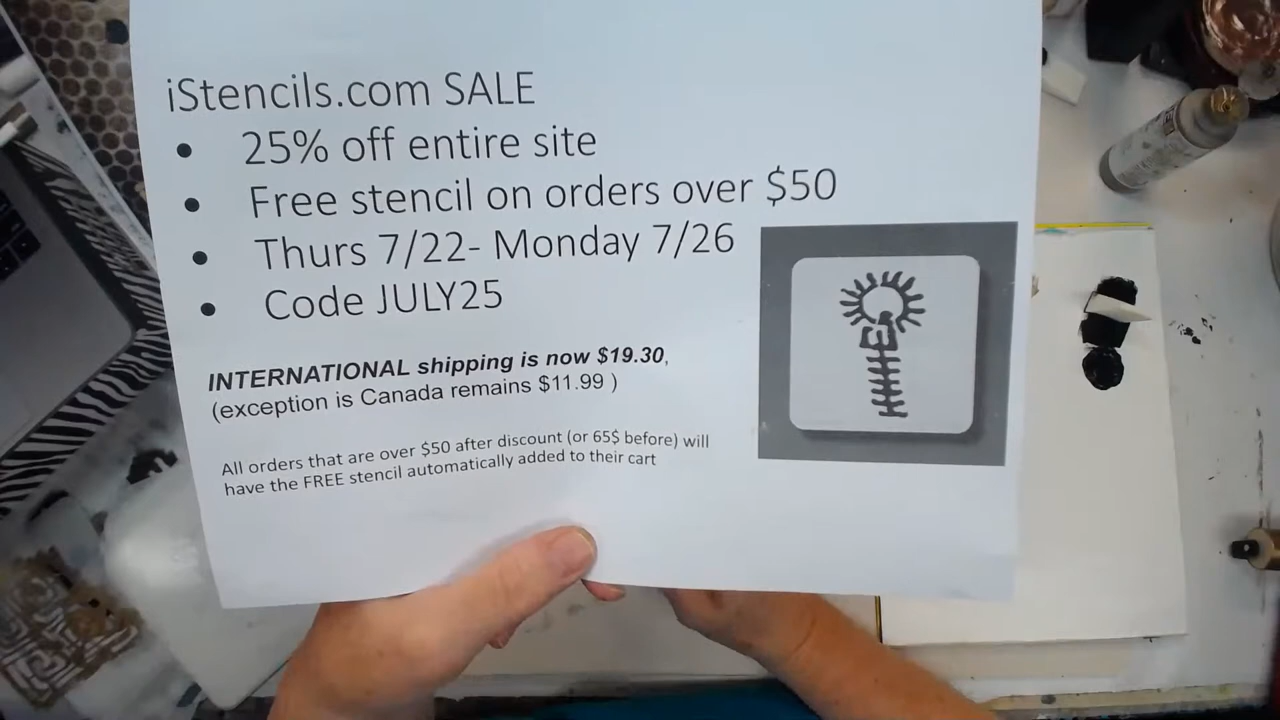 iStencils.com SALE
• 25% off entire site
• Free stencil on orders over $50
• Thurs 7/22- Monday 7/26
• Code JULY25
INTERNATIONAL shipping is now $19.30,
(exception is Canada remains $11.99 )
All orders that are over $50 after discount (or 65$ before) will
have the FREE stencil automatically added to their cart